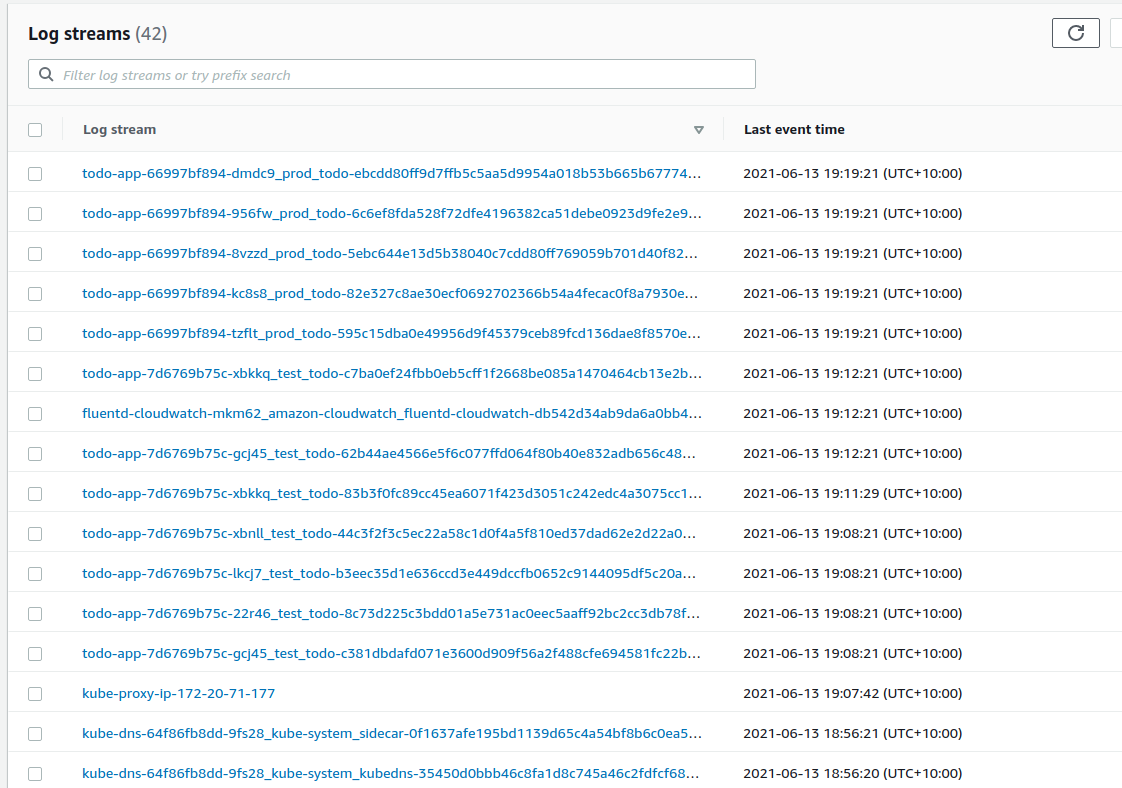 Log streams (42)
Filter log streams or try prefix search
Log stream Last event time
todo-app-66997bf894-dmdc9_prod_todo-ebcdd80ff9d7ffb5c5aa5d9954a018b53b665b67774... 2021-06-13 19:19:21 (UTC+10:00)
todo-app-66997bf894-956fw_prod_todo-6c6ef8fda528f72dfe4196382ca51debe0923d9fe2e9... 2021-06-13 19:19:21 (UTC+10:00)
todo-app-66997bf894-8vzzd_prod_todo-5ebc644e13d5b38040c7cdd80ff769059b701d40f82... 2021-06-13 19:19:21 (UTC+10:00)
todo-app-66997bf894-kc8s8_prod_todo-82e327c8ae30ecf0692702366b54a4fecac0f8a7930e... 2021-06-13 19:19:21 (UTC+10:00)
todo-app-66997bf894-tzflt_prod_todo-595c15dba0e49956d9f45379ceb89fcd136dae8f8570e... 2021-06-13 19:19:21 (UTC+10:00)
todo-app-7d6769b75c-xbkkq_test_todo-c7ba0ef24fbb0eb5cff1f2668be085a1470464cb13e2b... 2021-06-13 19:12:21 (UTC+10:00)
fluentd-cloudwatch-mkm62_amazon-cloudwatch_fluentd-cloudwatch-db542d34ab9da6a0bb4... 2021-06-13 19:12:21 (UTC+10:00)
todo-app-7d6769b75c-gcj45_test_todo-62b44ae4566e5f6c077ffd064f80b40e832adb656c48... 2021-06-13 19:12:21 (UTC+10:00)
todo-app-7d6769b75c-xbkkq_test_todo-83b3f0fc89cc45ea6071f423d3051c242edc4a3075cc1... 2021-06-13 19:11:29 (UTC+10:00)
todo-app-7d6769b75c-xbnll_test_todo-44c3f2f3c5ec22a58c1d0f4a5f810ed37dad62e2d22a0... 2021-06-13 19:08:21 (UTC+10:00)
todo-app-7d6769b75c-lkcj7_test_todo-b3eec35d1e636ccd3e449dccfb0652c9144095df5c20a... 2021-06-13 19:08:21 (UTC+10:00)
todo-app-7d6769b75c-22r46_test_todo-8c73d225c3bdd01a5e731ac0eec5aaff92bc2cc3db78f... 2021-06-13 19:08:21 (UTC+10:00)
todo-app-7d6769b75c-gcj45_test_todo-c381dbdafd071e3600d909f56a2f488cfe694581fc22b... 2021-06-13 19:08:21 (UTC+10:00)
kube-proxy-ip-172-20-71-177 2021-06-13 19:07:42 (UTC+10:00)
kube-dns-64f86fb8dd-9fs28_kube-system_sidecar-0f1637afe195bd1139d65c4a54bf8b6c0ea5... 2021-06-13 18:56:21 (UTC+10:00)
kube-dns-64f86fb8dd-9fs28_kube-system_kubedns-35450d0bbb46c8fa1d8c745a46c2fdfcf68... 2021-06-13 18:56:20 (UTC+10:00)